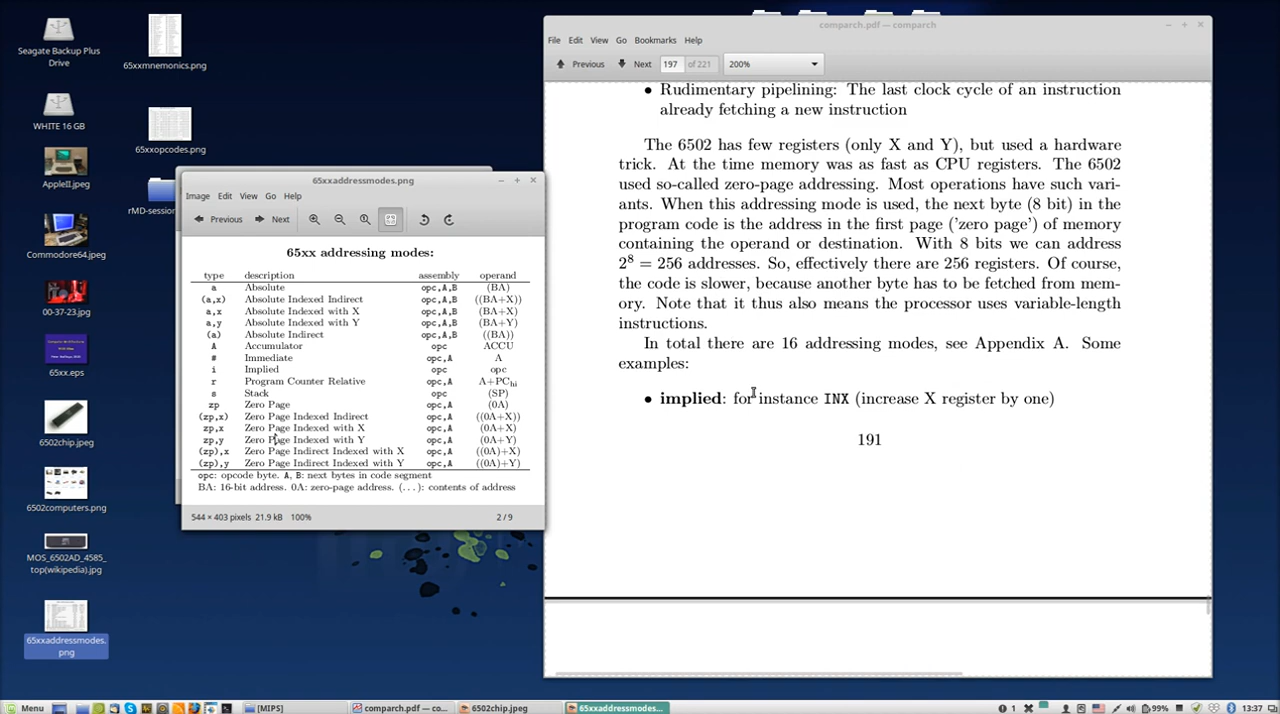 Seagate Backup Plus
Drive
65xxmnemonics.png
WHITE 16 GB
65xxopcodes.png
AppleII.jpeg
rMD-session
Commodore64.jpeg
00-37-23.jpg
65xx.eps
6502chip.jpeg
6502computers.png
MOS_6502AD_4585_
top(wikipedia).jpg
65xxaddressmodes.
png
65xxaddressmodes.png
Image Edit View Go Help
Previous Next
65xx addressing modes:
type description assembly operand
a Absolute opc,A,B (BA)
(a,x) Absolute Indexed Indirect opc,A,B ((BA+X))
a,x Absolute Indexed with X opc,A,B (BA+X)
a,y Absolute Indexed with Y opc,A,B (BA+Y)
(a) Absolute Indirect opc,A,B ((BA))
A Accumulator opc ACCU
# Immediate opc,A A
i Implied opc opc
r Program Counter Relative opc,A A+PChi
s Stack opc (SP)
zp Zero Page opc,A (0A)
(zp,x) Zero Page Indexed Indirect opc,A ((0A+X))
zp,x Zero Page Indexed with X opc,A (0A+X)
zp,y Zero Page Indexed with Y opc,A (0A+Y)
(zp),x Zero Page Indirect Indexed with X opc,A ((0A)+X)
(zp),y Zero Page Indirect Indexed with Y opc,A ((0A)+Y)
opc: opcode byte. A, B: next bytes in code segment
BA: 16-bit address. 0A: zero-page address. (...): contents of address
544 × 403 pixels 21.9 kB 100% 2 / 9
comparch.pdf — comparch
File Edit View Go Bookmarks Help
Previous Next 197 of 221 200%
• Rudimentary pipelining: The last clock cycle of an instruction
already fetching a new instruction
The 6502 has few registers (only X and Y), but used a hardware
trick. At the time memory was as fast as CPU registers. The 6502
used so-called zero-page addressing. Most operations have such vari-
ants. When this addressing mode is used, the next byte (8 bit) in the
program code is the address in the first page ('zero page') of memory
containing the operand or destination. With 8 bits we can address
2⁸ = 256 addresses. So, effectively there are 256 registers. Of course,
the code is slower, because another byte has to be fetched from mem-
ory. Note that it thus also means the processor uses variable-length
instructions.
In total there are 16 addressing modes, see Appendix A. Some
examples:
• implied: for instance INX (increase X register by one)
191
Menu [MIPS] comparch.pdf — co... 6502chip.jpeg 65xxaddressmodes... 1 99% 13:37